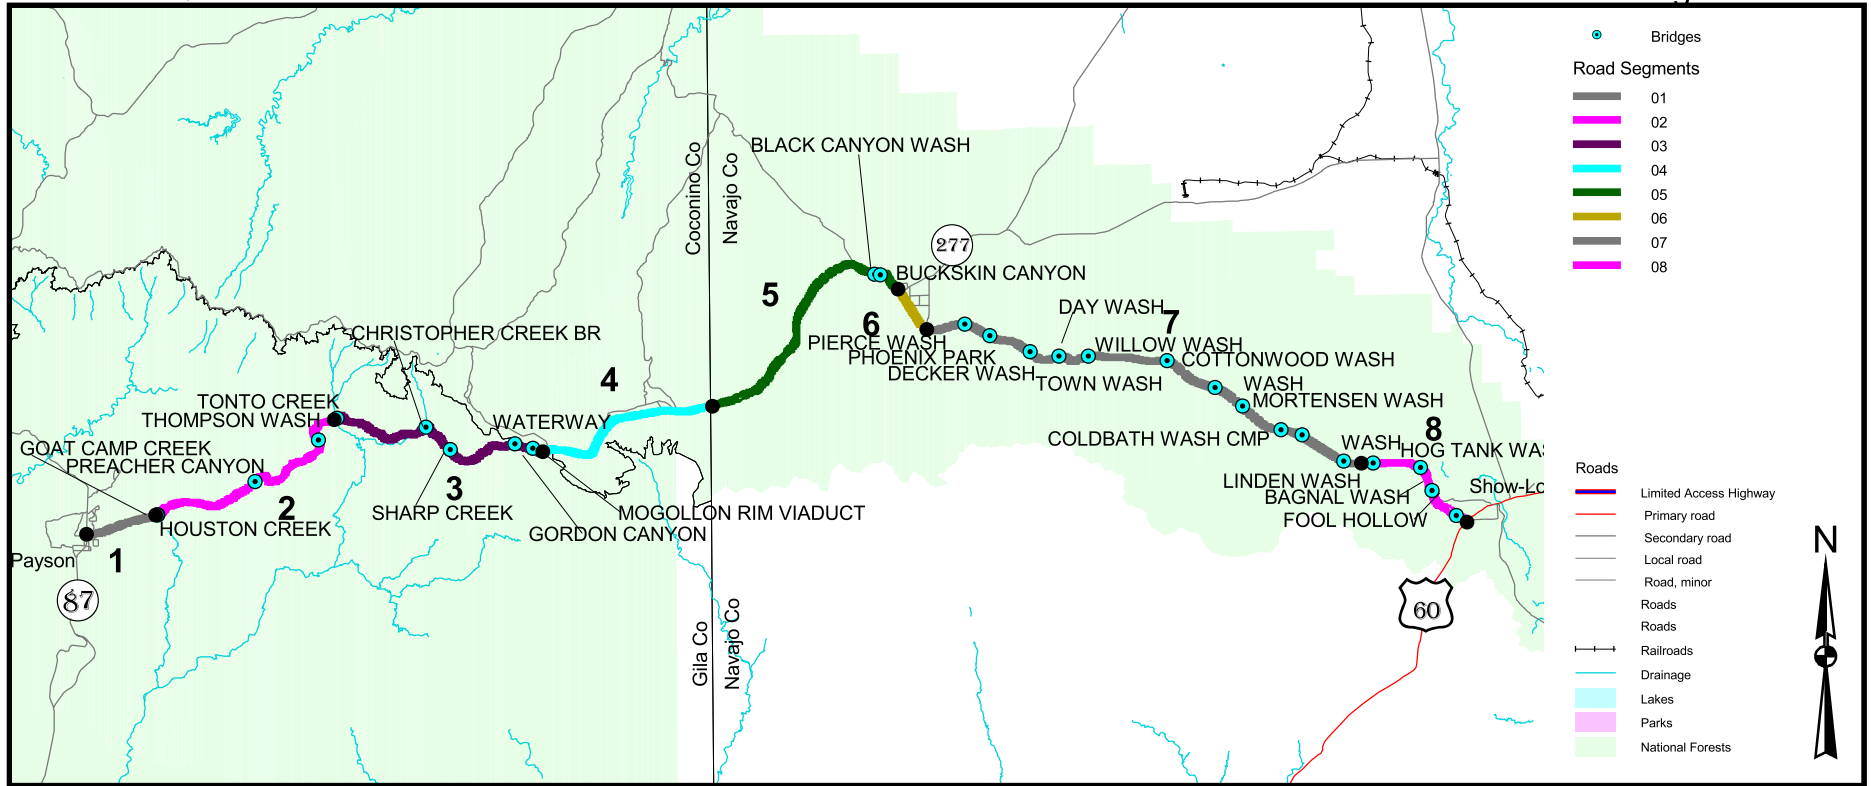 Bridges
Road Segments
01
02
03
04
05
06
07
08
Coconino Co
Navajo Co
BLACK CANYON WASH
277
BUCKSKIN CANYON
5
6
DAY WASH
7
CHRISTOPHER CREEK BR
PIERCE WASH
WILLOW WASH
PHOENIX PARK
COTTONWOOD WASH
DECKER WASH
TOWN WASH
WASH
4
TONTO CREEK
MORTENSEN WASH
THOMPSON WASH
WATERWAY
8
GOAT CAMP CREEK
COLDBATH WASH CMP
WASH
HOG TANK WAS
PREACHER CANYON
3
LINDEN WASH
Show-Lo
2
BAGNAL WASH
SHARP CREEK
MOGOLLON RIM VIADUCT
FOOL HOLLOW
HOUSTON CREEK
GORDON CANYON
Payson
1
87
60
Gila Co
Navajo Co
Roads
Limited Access Highway
Primary road
Secondary road
Local road
Road, minor
Roads
Roads
Railroads
Drainage
Lakes
Parks
National Forests
N